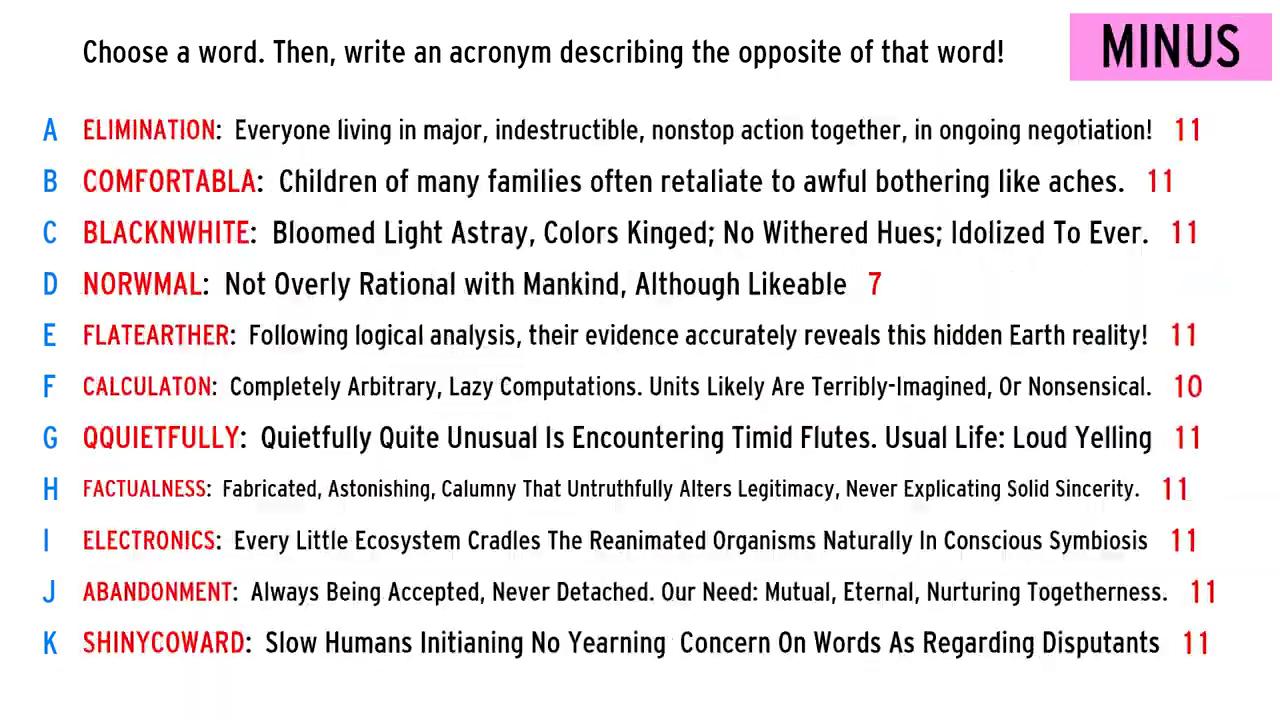 Choose a word. Then, write an acronym describing the opposite of that word! MINUS
A ELIMINATION: Everyone living in major, indestructible, nonstop action together, in ongoing negotiation! 11
B COMFORTABLA: Children of many families often retaliate to awful bothering like aches. 11
C BLACKNWHITE: Bloomed Light Astray, Colors Kinged; No Withered Hues; Idolized To Ever. 11
D NORWMAL: Not Overly Rational with Mankind, Although Likeable 7
E FLATEARTHER: Following logical analysis, their evidence accurately reveals this hidden Earth reality! 11
F CALCULATON: Completely Arbitrary, Lazy Computations. Units Likely Are Terribly-Imagined, Or Nonsensical. 10
G QQUIETFULLY: Quietfully Quite Unusual Is Encountering Timid Flutes. Usual Life: Loud Yelling 11
H FACTUALNESS: Fabricated, Astonishing, Calumny That Untruthfully Alters Legitimacy, Never Explicating Solid Sincerity. 11
I ELECTRONICS: Every Little Ecosystem Cradles The Reanimated Organisms Naturally In Conscious Symbiosis 11
J ABANDONMENT: Always Being Accepted, Never Detached. Our Need: Mutual, Eternal, Nurturing Togetherness. 11
K SHINYCOWARD: Slow Humans Initianing No Yearning Concern On Words As Regarding Disputants 11